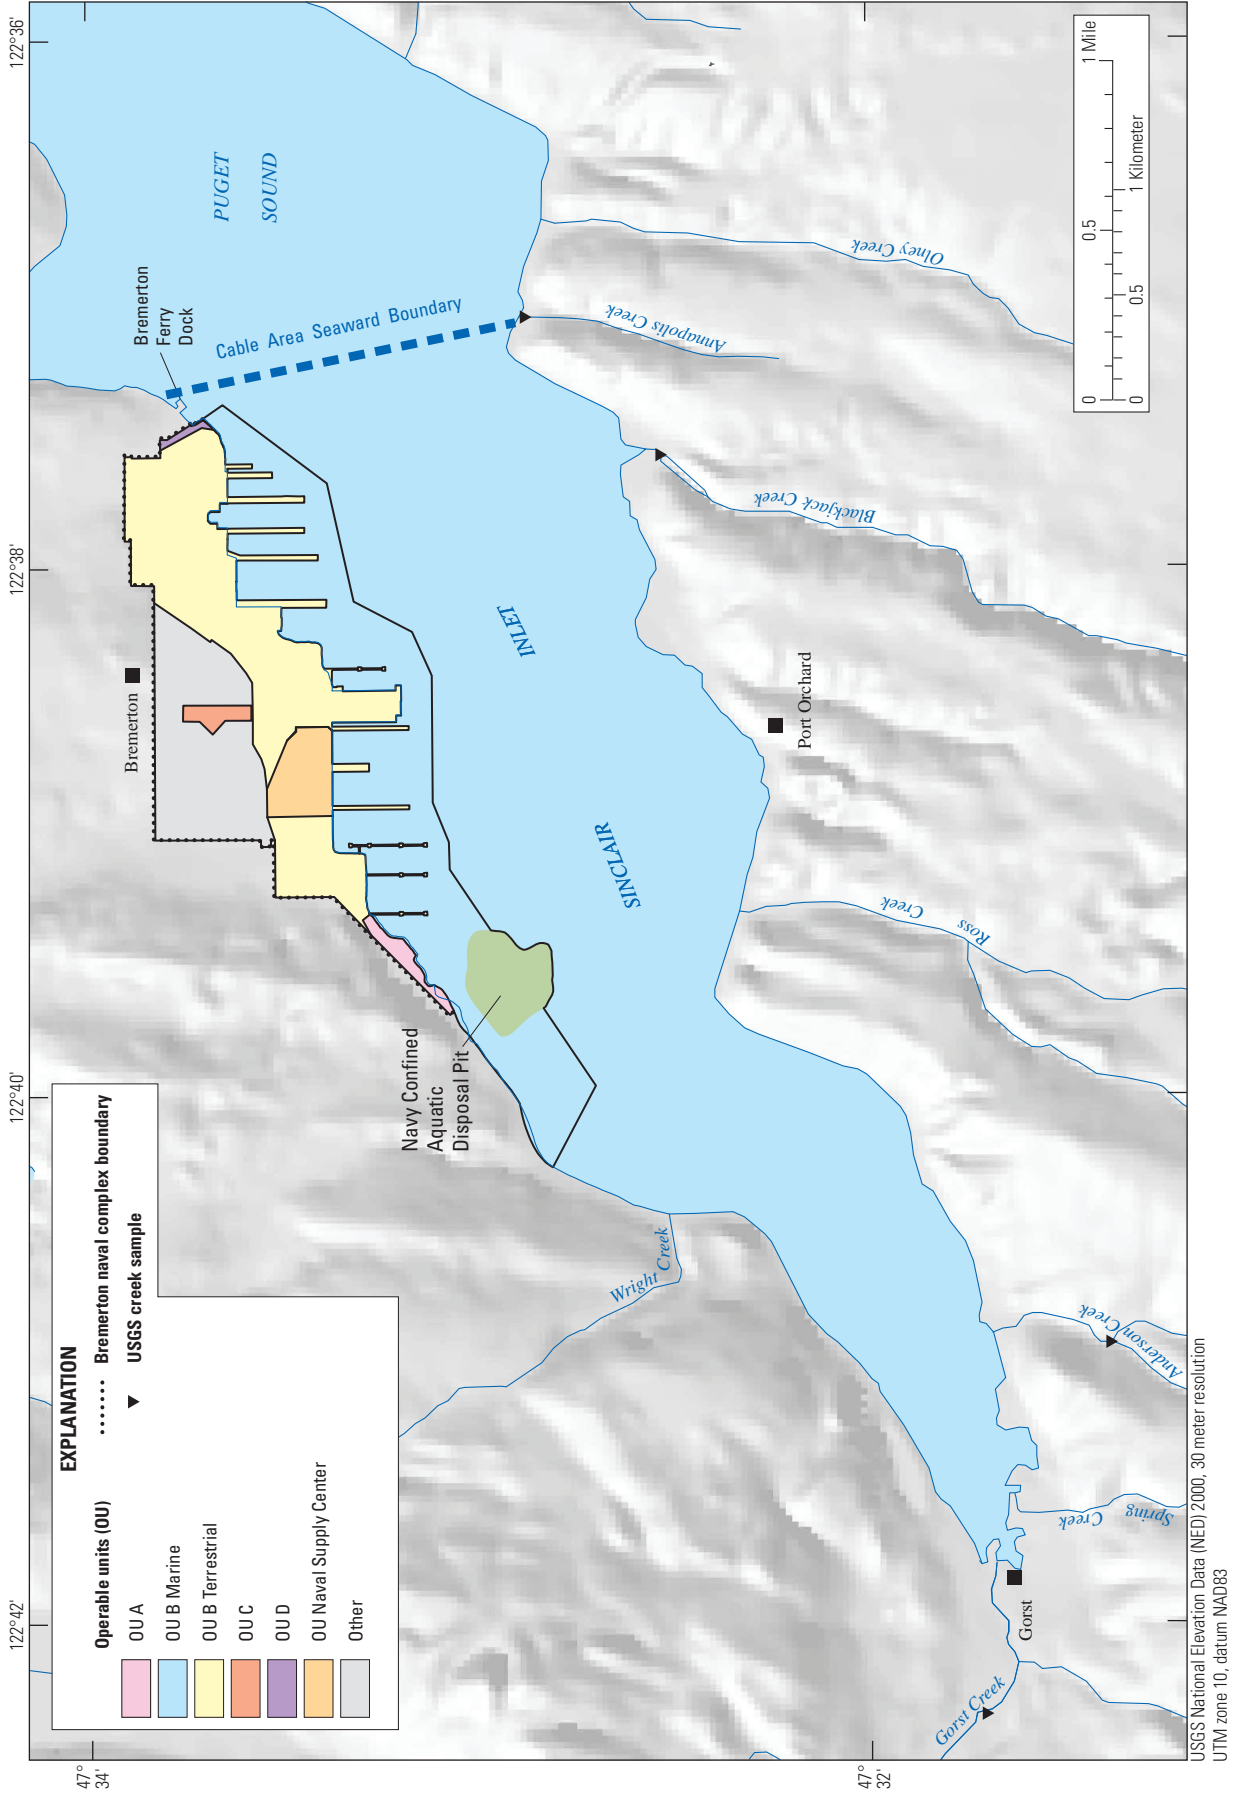 122°42'
122°40'
122°38'
122°36'
47°
34'
47°
32'
EXPLANATION
Operable units (OU)
OU A
OU B Marine
OU B Terrestrial
OU C
OU D
OU Naval Supply Center
Other
Bremerton naval complex boundary
USGS creek sample
Bremerton
Bremerton
Ferry
Dock
PUGET
SOUND
Cable Area Seaward Boundary
Navy Confined
Aquatic
Disposal Pit
SINCLAIR
INLET
Port Orchard
Gorst
Gorst Creek
Wright Creek
Spring
Creek
Anderson Creek
Ross
Creek
Blackjack Creek
Annapolis Creek
Olney Creek
0
0.5
1 Mile
0
0.5
1 Kilometer
USGS National Elevation Data (NED) 2000, 30 meter resolution
UTM zone 10, datum NAD83